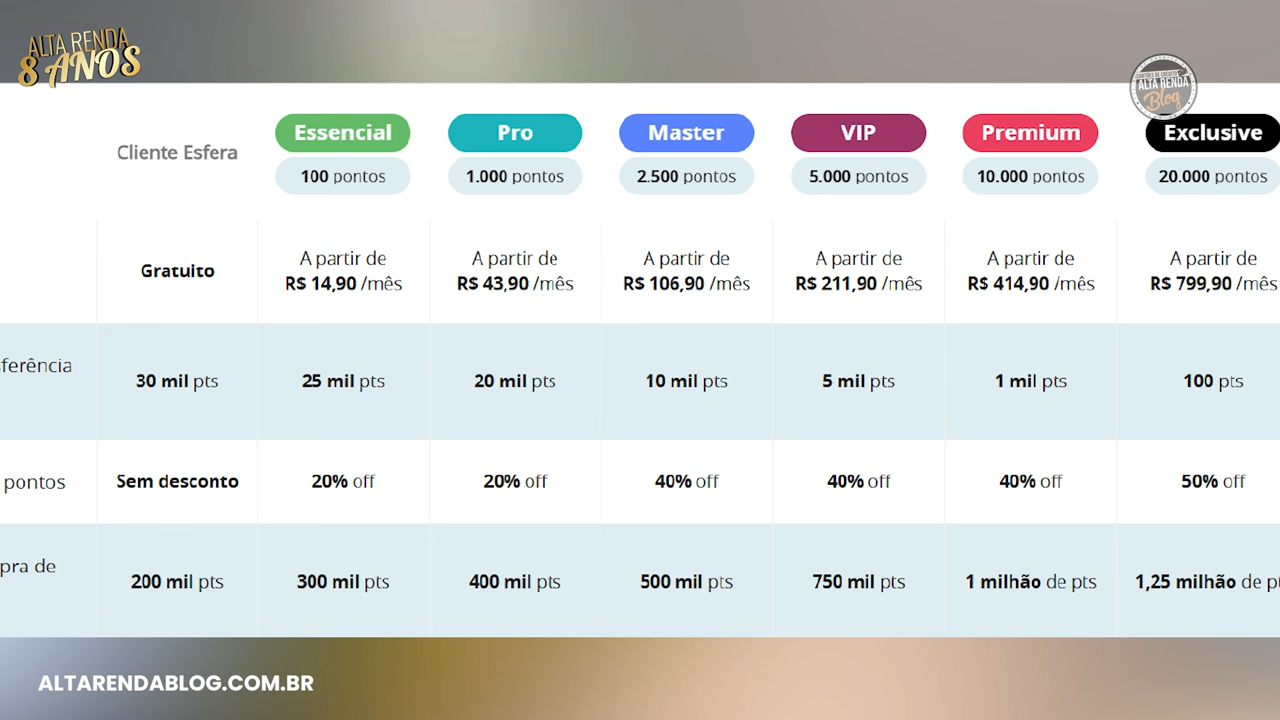 ALTA RENDA
8 ANOS
CARTÕES DE CRÉDITO
ALTA RENDA
Blog
Cliente Esfera
Essencial
100 pontos
Pro
1.000 pontos
Master
2.500 pontos
VIP
5.000 pontos
Premium
10.000 pontos
Exclusive
20.000 pontos
Gratuito
A partir de
R$ 14,90 /mês
A partir de
R$ 43,90 /mês
A partir de
R$ 106,90 /mês
A partir de
R$ 211,90 /mês
A partir de
R$ 414,90 /mês
A partir de
R$ 799,90 /mês
sferência
30 mil pts
25 mil pts
20 mil pts
10 mil pts
5 mil pts
1 mil pts
100 pts
pontos
Sem desconto
20% off
20% off
40% off
40% off
40% off
50% off
pra de
200 mil pts
300 mil pts
400 mil pts
500 mil pts
750 mil pts
1 milhão de pts
1,25 milhão de pt
ALTARENDABLOG.COM.BR